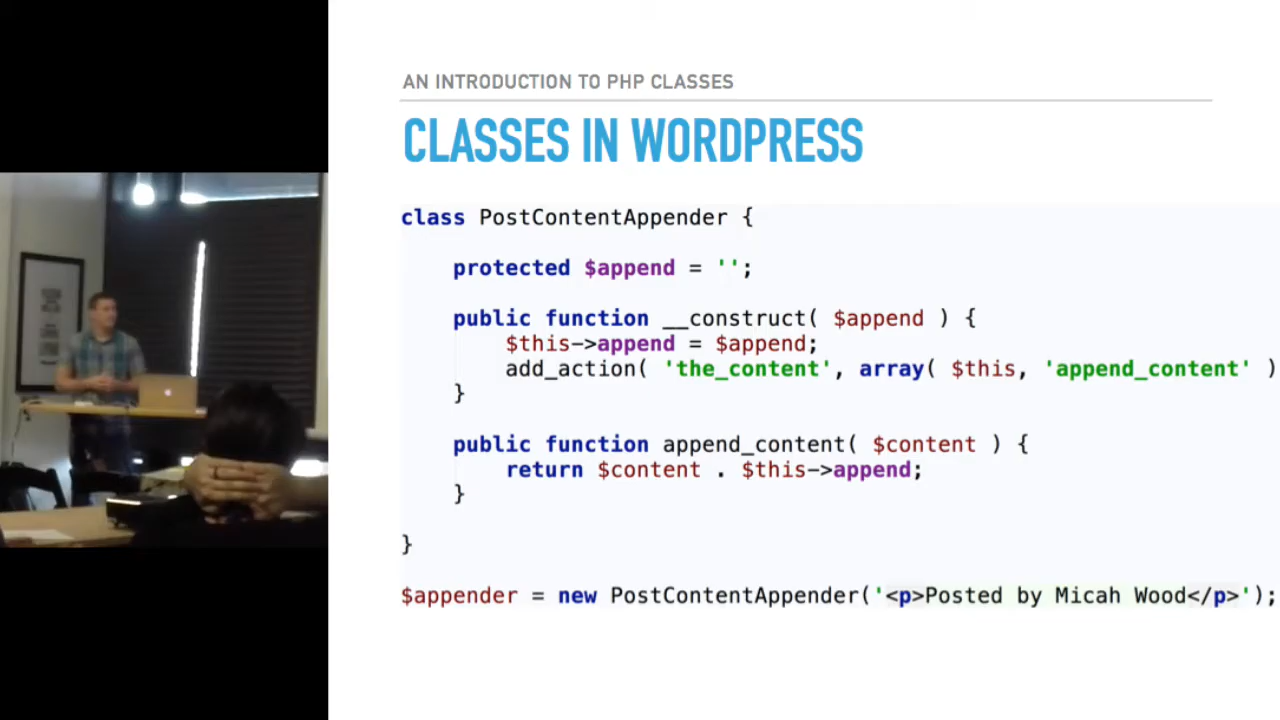 AN INTRODUCTION TO PHP CLASSES
CLASSES IN WORDPRESS
class PostContentAppender {
protected $append = '';
public function __construct( $append ) {
$this->append = $append;
add_action( 'the_content', array( $this, 'append_content' )
}
public function append_content( $content ) {
return $content . $this->append;
}
}
$appender = new PostContentAppender('<p>Posted by Micah Wood</p>');